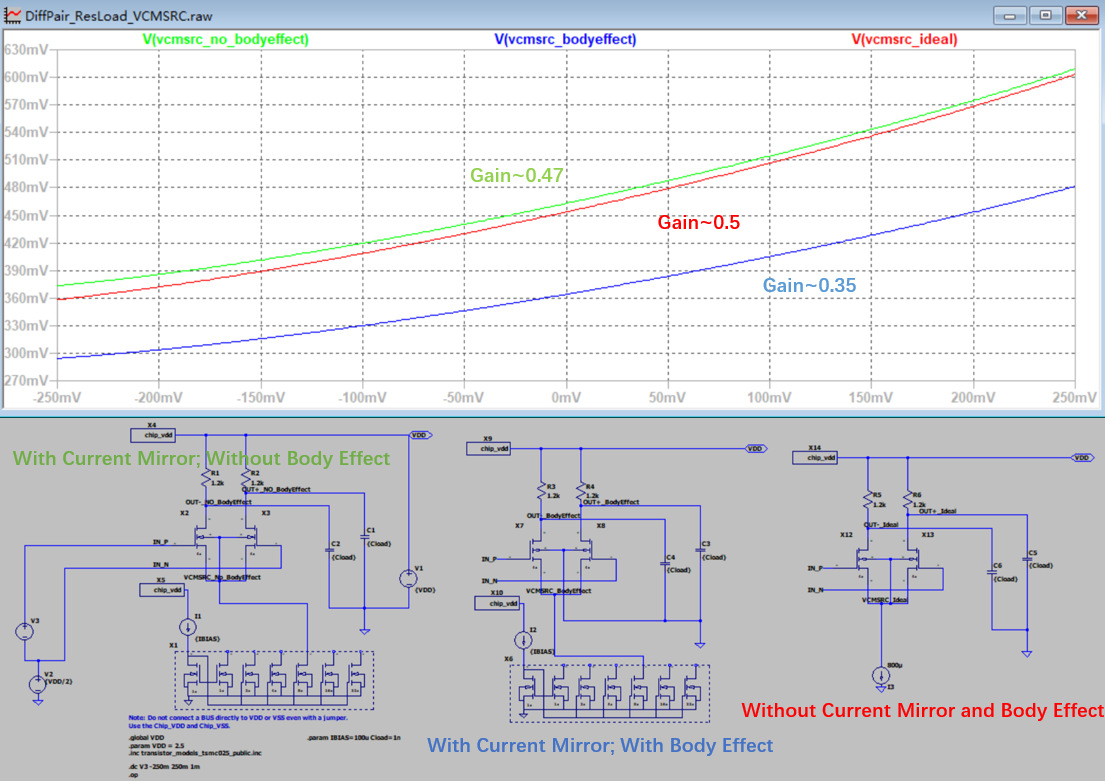 DiffPair_ResLoad_VCMSRC.raw
V(vcmsrc_no_bodyeffect) V(vcmsrc_bodyeffect) V(vcmsrc_ideal)
630mV
600mV
570mV
540mV
510mV
480mV
450mV
420mV
390mV
360mV
330mV
300mV
270mV
Gain~0.47
Gain~0.5
Gain~0.35
-250mV -200mV -150mV -100mV -50mV 0mV 50mV 100mV 150mV 200mV 250mV
With Current Mirror; Without Body Effect
X4
chip_vdd
VDD
R1
1.2k
R2
1.2k
OUT+_NO_BodyEffect
OUT-_NO_BodyEffect
X2
X3
IN_P
IN_N
C2
(Cload)
C1
(Cload)
V1
(VDD)
VCMSRC_No_BodyEffect
X5
chip_vdd
I1
(IBIAS)
X1
V3
V2
(VDD/2)
Note: Do not connect a BUS directly to VDD or VSS even with a jumper.
Use the Chip_VDD and Chip_VSS.
.global VDD
.param VDD = 2.5
.inc transistor_models_tsmc025_public.inc
.param IBIAS=100u Cload=1n
.dc V3 -250m 250m 1m
.op
X9
chip_vdd
VDD
R3
1.2k
R4
1.2k
OUT+_BodyEffect
OUT-_BodyEffect
X7
X8
IN_P
IN_N
C4
(Cload)
C3
(Cload)
VCMSRC_BodyEffect
X10
chip_vdd
I2
(IBIAS)
X6
With Current Mirror; With Body Effect
X14
chip_vdd
VDD
R5
1.2k
R6
1.2k
OUT+_Ideal
OUT-_Ideal
X12
X13
IN_P
IN_N
C6
(Cload)
C5
(Cload)
VCMSRC_Ideal
800µ
I3
Without Current Mirror and Body Effect